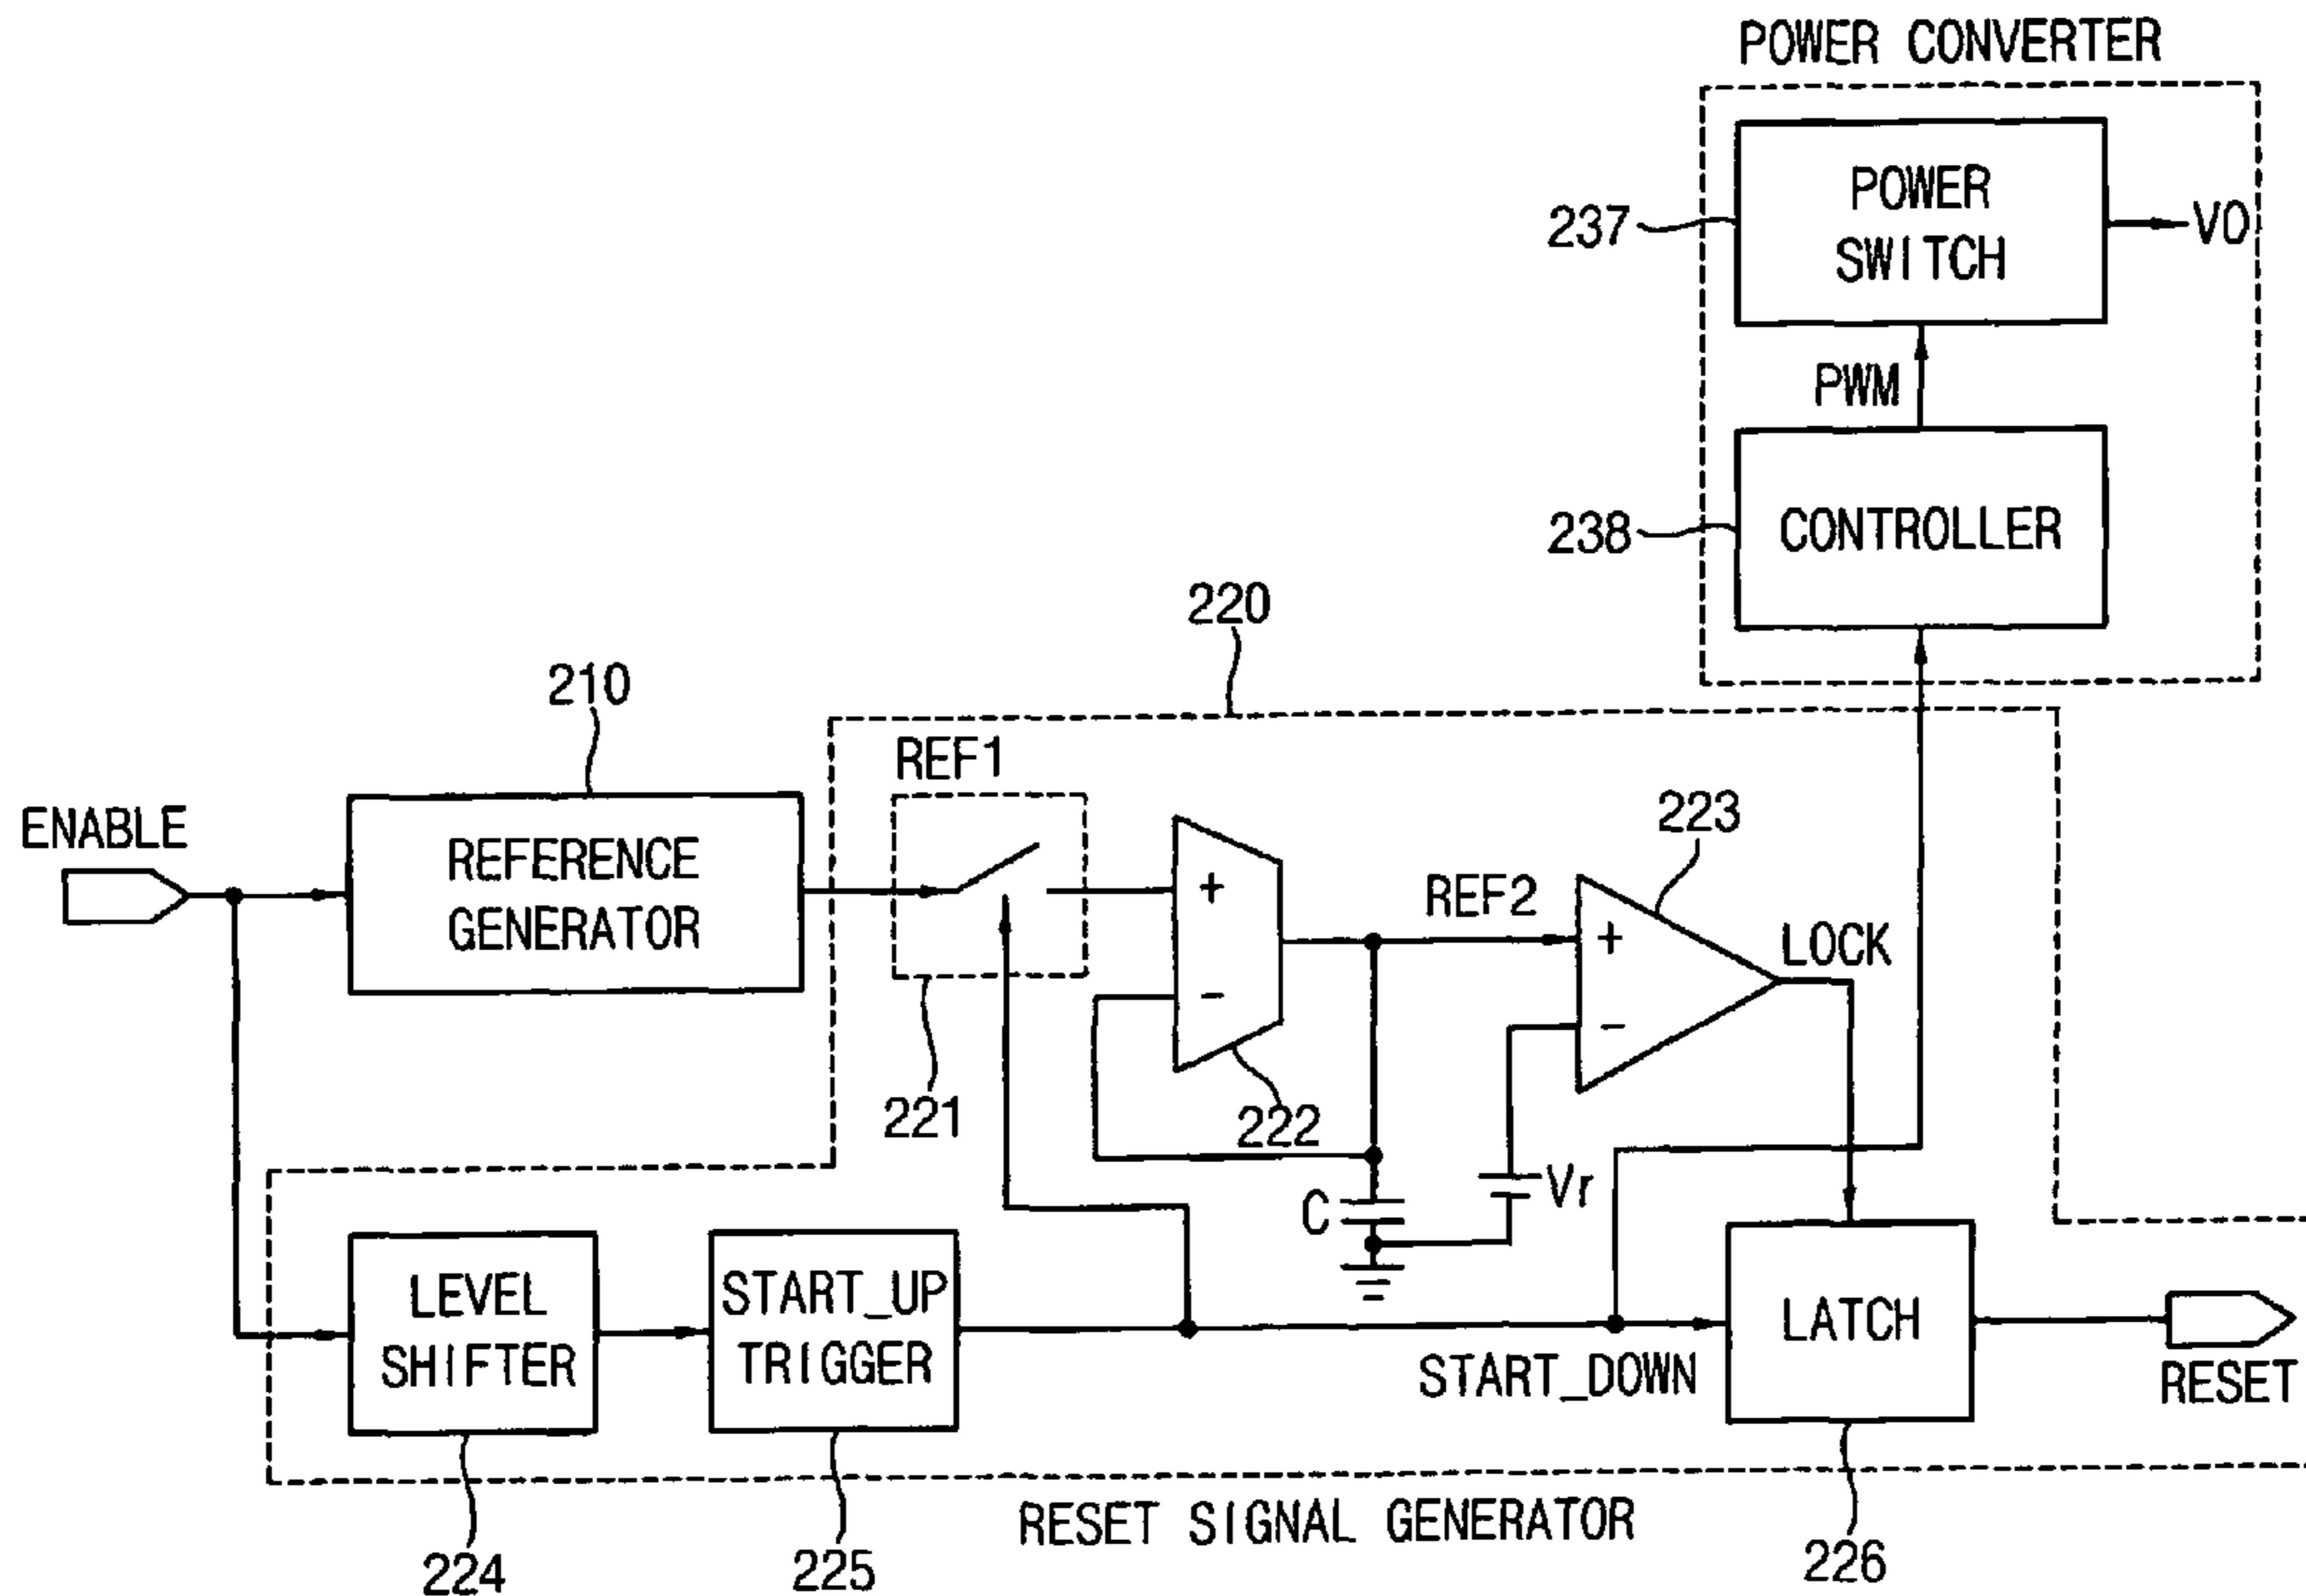 POWER CONVERTER
POWER
SWITCH
237
VO
PWM
CONTROLLER
238
220
210
REF1
ENABLE
REFERENCE
GENERATOR
+
-
223
REF2
+
-
LOCK
221
222
C
Vr
LEVEL
SHIFTER
START_UP
TRIGGER
START_DOWN
LATCH
RESET
RESET SIGNAL GENERATOR
224
225
226